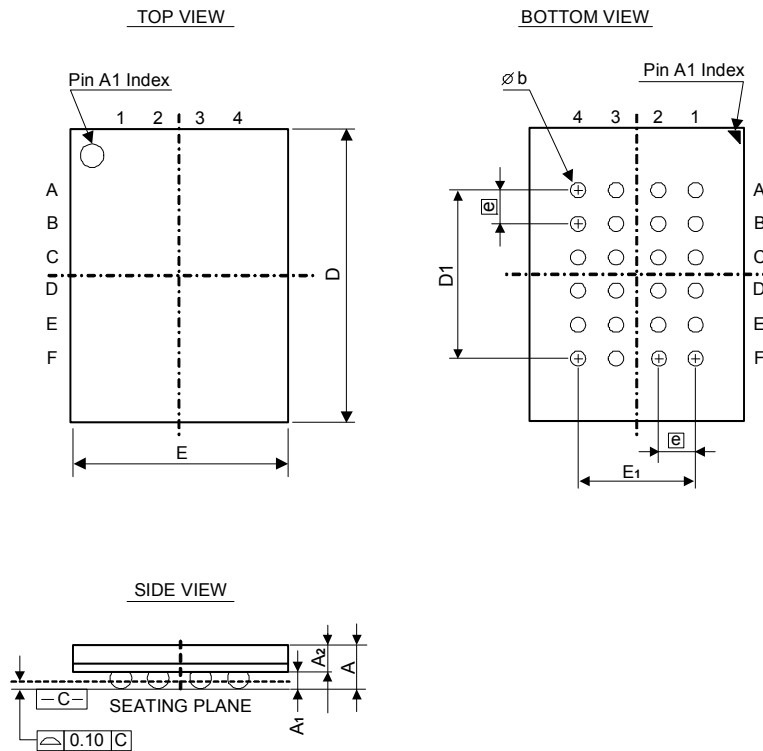 TOP VIEW
Pin A1 Index
1 2 3 4
A
B
C
D
E
F
D
E
BOTTOM VIEW
Pin A1 Index
⌀ b
4 3 2 1
A
B
C
D
E
F
e
D1
e
E1
SIDE VIEW
A2
A
A1
–C–
SEATING PLANE
⌓ 0.10 C